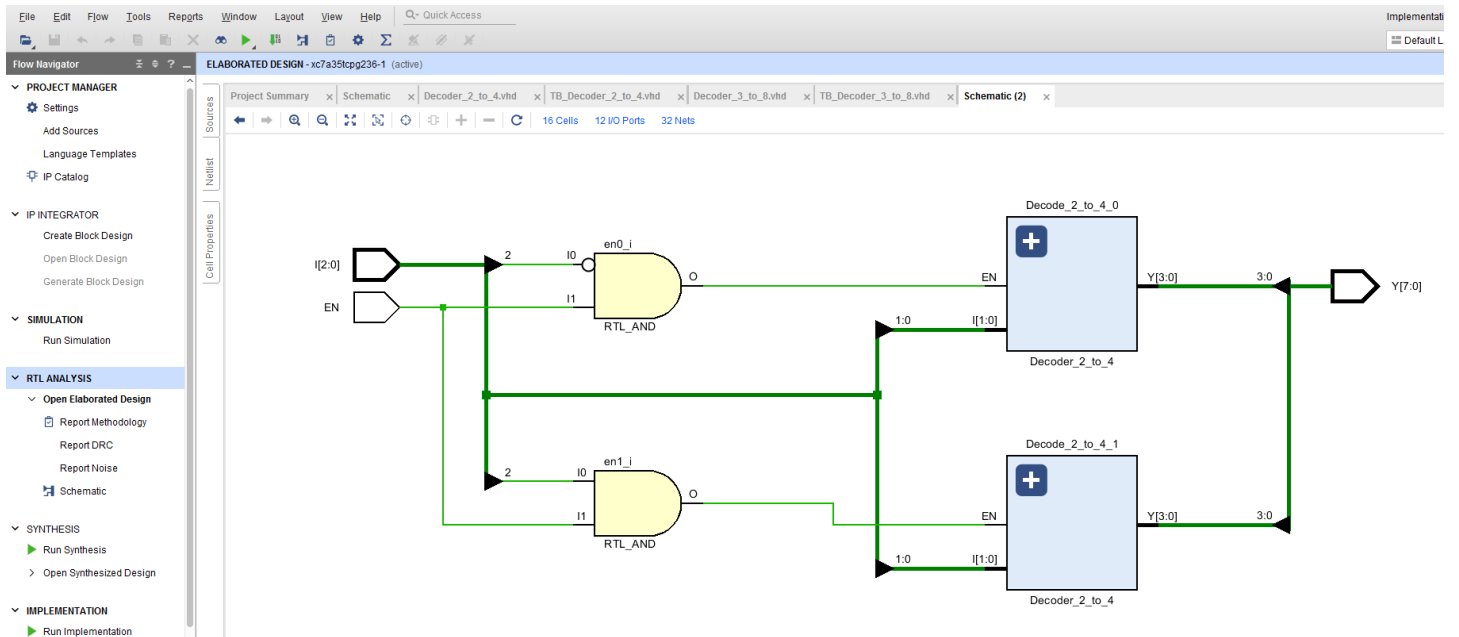 File Edit Flow Tools Reports Window Layout View Help Quick Access
Implementati
Default L
Flow Navigator
ELABORATED DESIGN - xc7a35tcpg236-1 (active)
PROJECT MANAGER
Settings
Add Sources
Language Templates
IP Catalog
IP INTEGRATOR
Create Block Design
Open Block Design
Generate Block Design
SIMULATION
Run Simulation
RTL ANALYSIS
Open Elaborated Design
Report Methodology
Report DRC
Report Noise
Schematic
SYNTHESIS
Run Synthesis
Open Synthesized Design
IMPLEMENTATION
Run Implementation
Sources
Netlist
Cell Properties
Project Summary Schematic Decoder_2_to_4.vhd TB_Decoder_2_to_4.vhd Decoder_3_to_8.vhd TB_Decoder_3_to_8.vhd Schematic (2)
16 Cells 12 I/O Ports 32 Nets
Decode_2_to_4_0
I[2:0]
2
I0
en0_i
O
EN
Y[3:0]
3:0
Y[7:0]
EN
I1
RTL_AND
1:0
I[1:0]
Decoder_2_to_4
Decode_2_to_4_1
2
I0
en1_i
O
I1
RTL_AND
EN
Y[3:0]
3:0
1:0
I[1:0]
Decoder_2_to_4